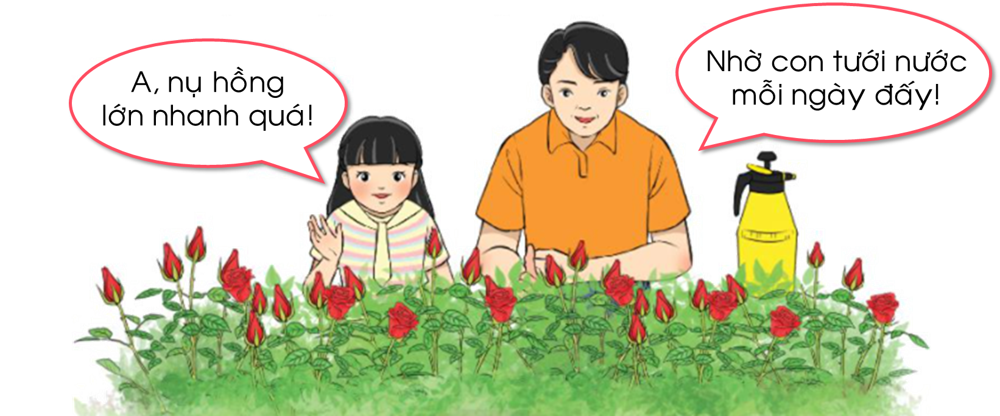 A, nụ hồng
lớn nhanh quá!
Nhờ con tưới nước
mỗi ngày đấy!